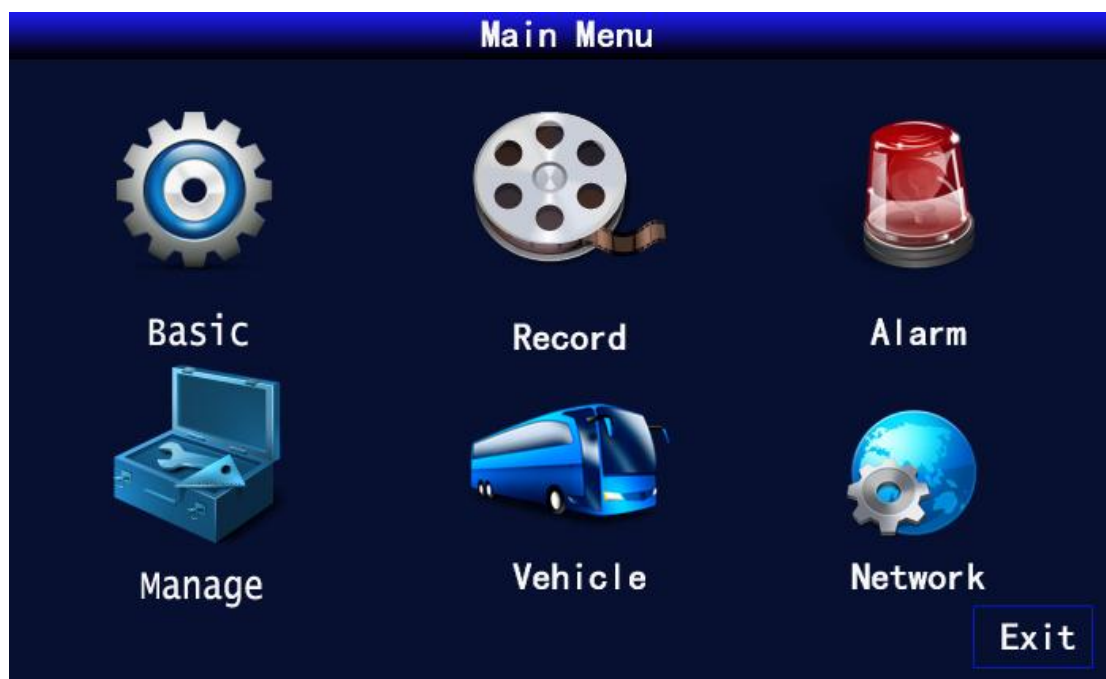 Main Menu
Basic
Record
Alarm
Manage
Vehicle
Network
Exit